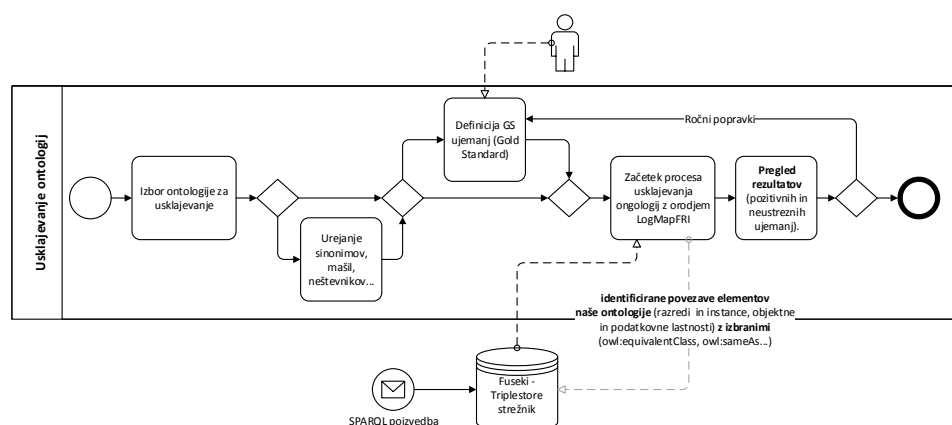 Usklajevanje ontologij
Izbor ontologije za
usklajevanje
Urejanje
sinonimov,
mašil,
neštevnikov...
Definicija GS
ujemanj (Gold
Standard)
Ročni popravki
Začetek procesa
usklajevanja
ongologij z orodjem
LogMapFRI
Pregled
rezultatov
(pozitivnih in
neustreznih
ujemanj).
identificirane povezave elementov
naše ontologije (razredi in instance, objektne
in podatkovne lastnosti) z izbranimi
(owl:equivalentClass, owl:sameAs...)
Fuseki -
Triplestore
strežnik
SPARQL poizvedba